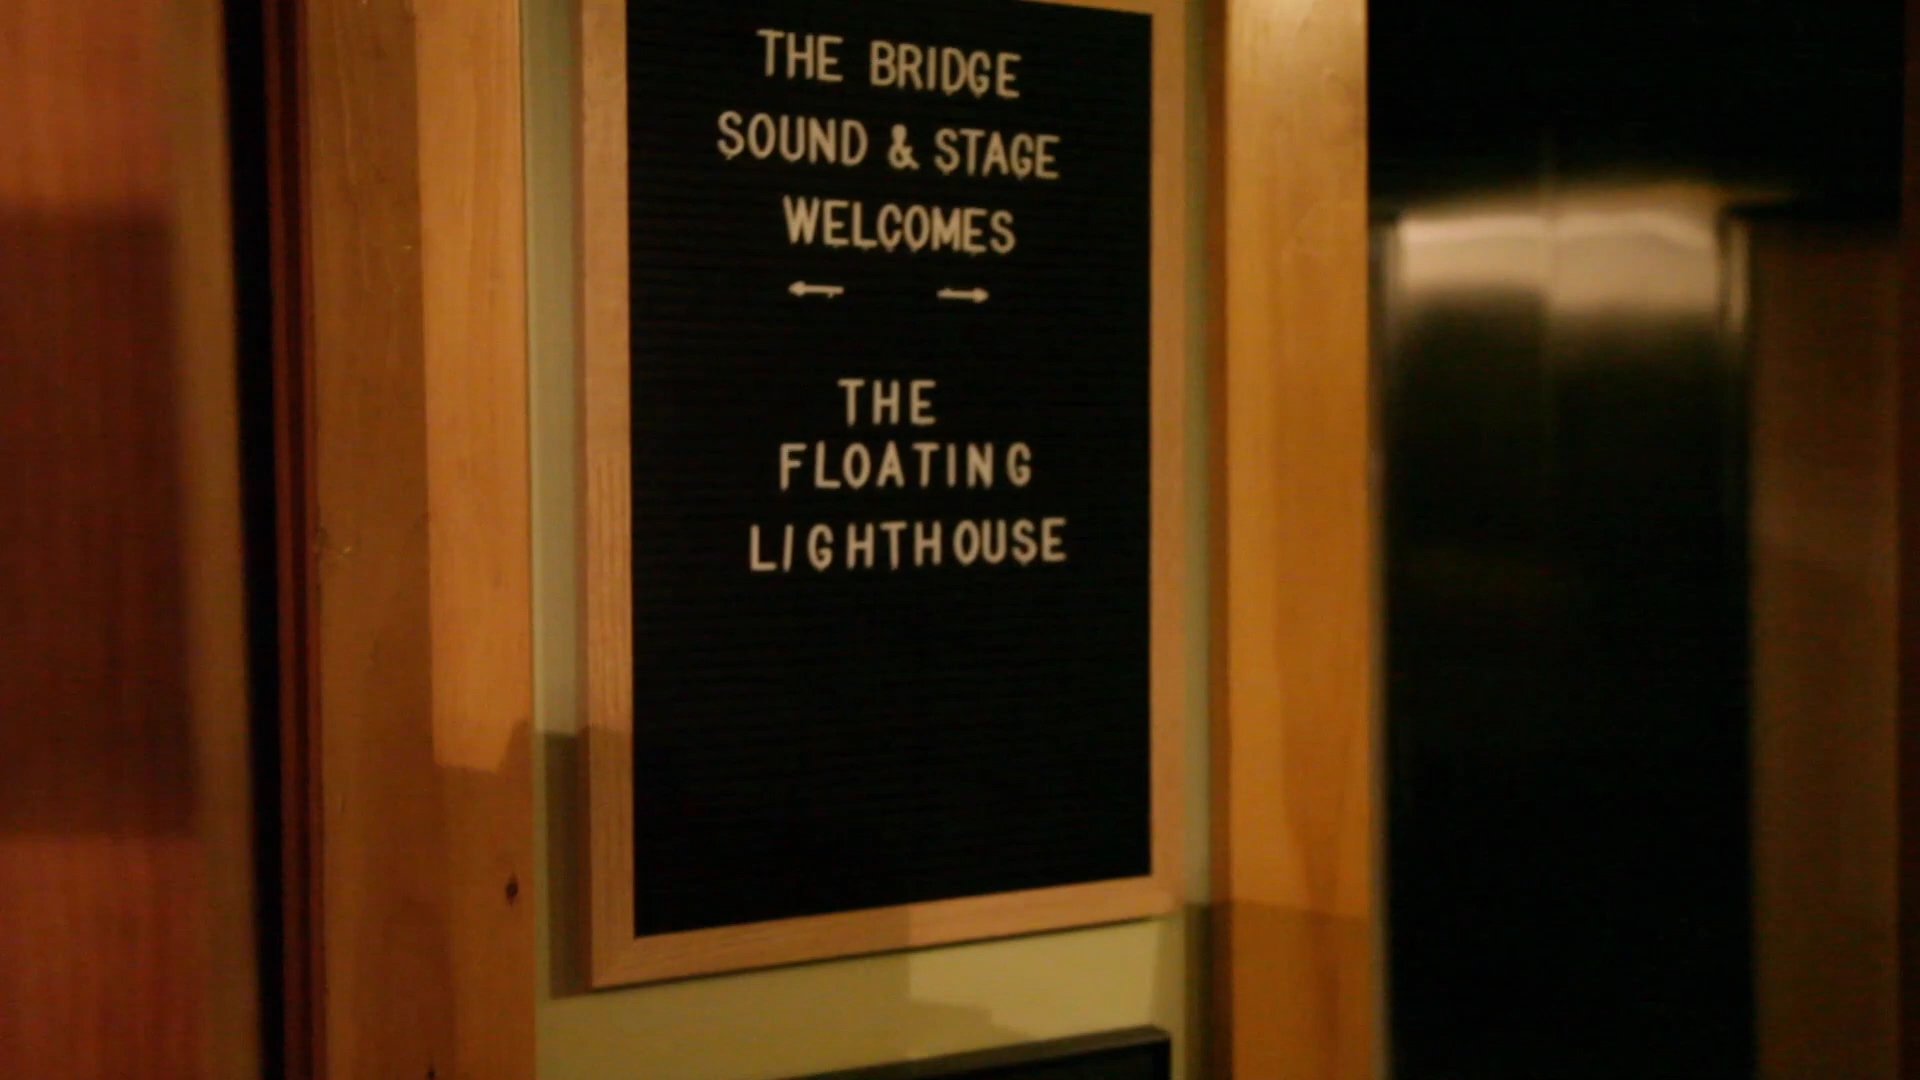 THE BRIDGE
SOUND & STAGE
WELCOMES
← →
THE
FLOATING
LIGHTHOUSE